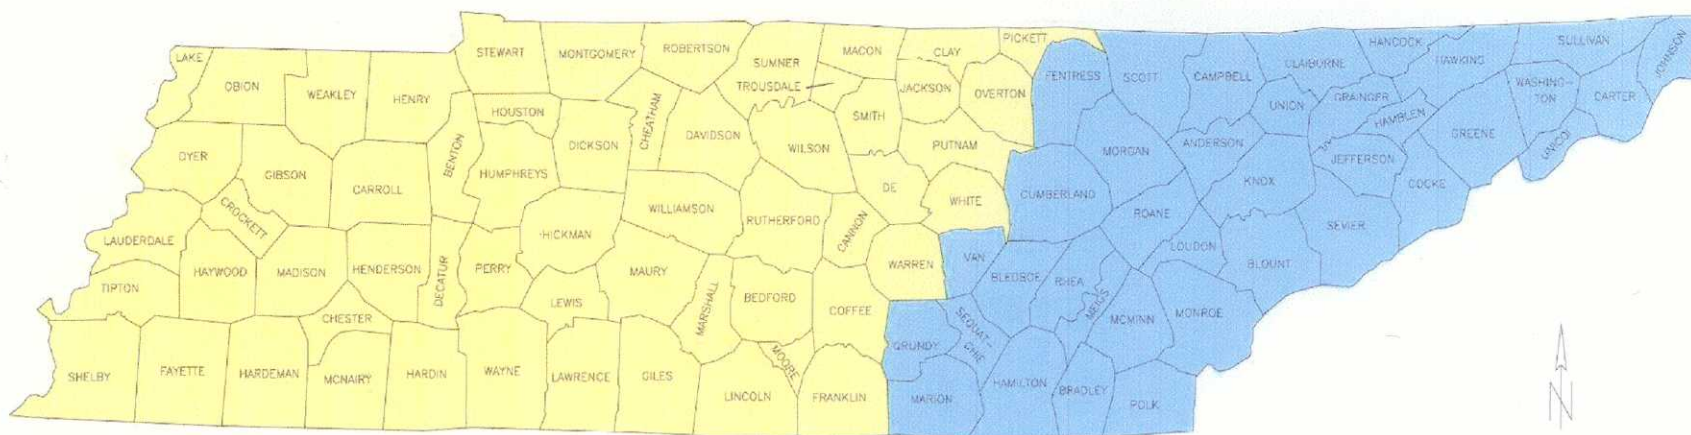 LAKE
OBION
WEAKLEY
HENRY
STEWART
MONTGOMERY
ROBERTSON
SUMNER
TROUSDALE
MACON
CLAY
PICKETT
FENTRESS
SCOTT
CAMPBELL
CLAIBORNE
HANCOCK
HAWKINS
SULLIVAN
JOHNSON
HOUSTON
CHEATHAM
DAVIDSON
WILSON
SMITH
JACKSON
OVERTON
UNION
GRAINGER
HAMBLEN
WASHING-
TON
CARTER
UNICOI
GREENE
DYER
GIBSON
CARROLL
BENTON
HUMPHREYS
DICKSON
PUTNAM
MORGAN
ANDERSON
JEFFERSON
COCKE
CROCKETT
WILLIAMSON
RUTHERFORD
CANNON
DE
WHITE
CUMBERLAND
ROANE
KNOX
SEVIER
LAUDERDALE
HAYWOOD
MADISON
HENDERSON
DECATUR
PERRY
HICKMAN
MAURY
WARREN
VAN
BLEDSOE
RHEA
MEIGS
LOUDON
BLOUNT
TIPTON
CHESTER
LEWIS
MARSHALL
BEDFORD
COFFEE
GRUNDY
SEQUAT-
CHIE
MCMINN
MONROE
SHELBY
FAYETTE
HARDEMAN
MCNAIRY
HARDIN
WAYNE
LAWRENCE
GILES
LINCOLN
MOORE
FRANKLIN
MARION
HAMILTON
BRADLEY
POLK
N